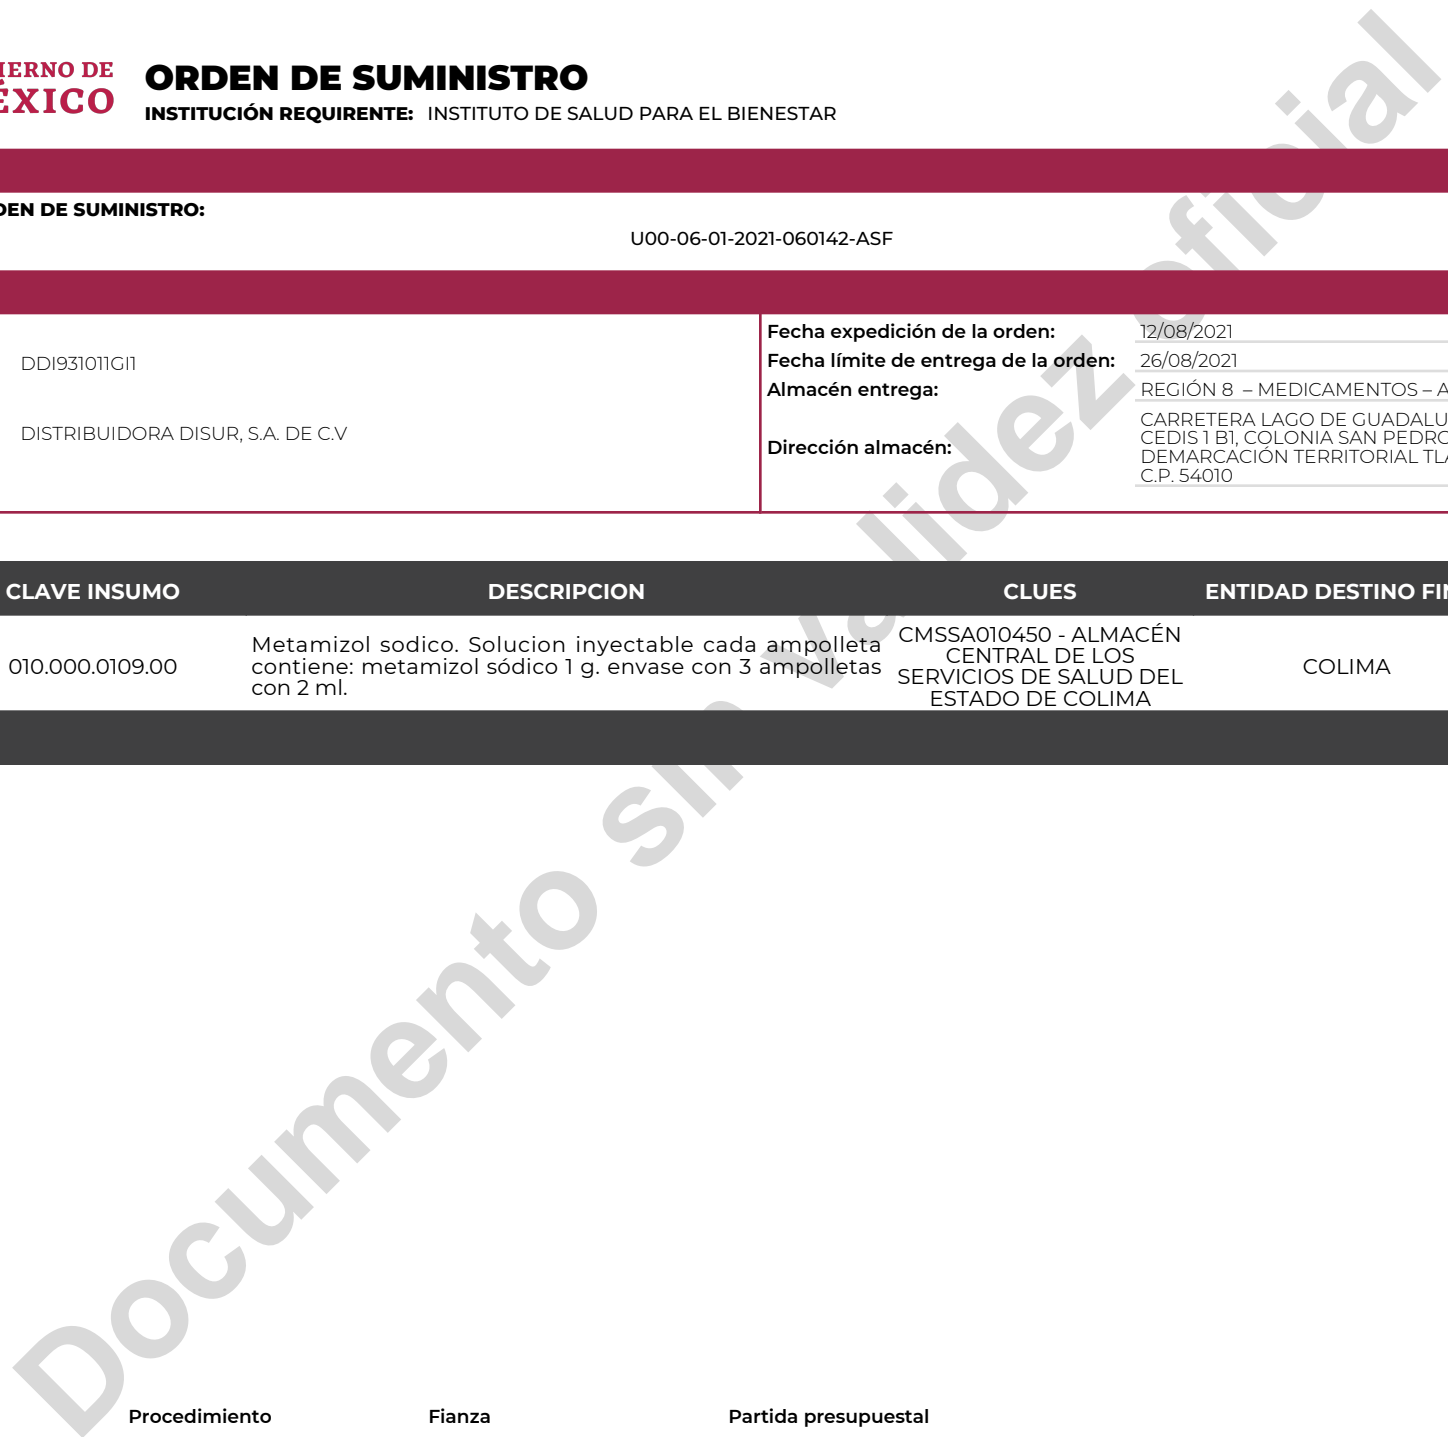 IERNO DE
ÉXICO
ORDEN DE SUMINISTRO
INSTITUCIÓN REQUIRENTE: INSTITUTO DE SALUD PARA EL BIENESTAR
DEN DE SUMINISTRO:
U00-06-01-2021-060142-ASF
DDI931011GI1
DISTRIBUIDORA DISUR, S.A. DE C.V
Fecha expedición de la orden: 12/08/2021
Fecha límite de entrega de la orden: 26/08/2021
Almacén entrega: REGIÓN 8 – MEDICAMENTOS – A
Dirección almacén:
CARRETERA LAGO DE GUADALU
CEDIS 1 B1, COLONIA SAN PEDRO
DEMARCACIÓN TERRITORIAL TLA
C.P. 54010
CLAVE INSUMO DESCRIPCION CLUES ENTIDAD DESTINO FIN
010.000.0109.00
Metamizol sodico. Solucion inyectable cada ampolleta
contiene: metamizol sódico 1 g. envase con 3 ampolletas
con 2 ml.
CMSSA010450 - ALMACÉN
CENTRAL DE LOS
SERVICIOS DE SALUD DEL
ESTADO DE COLIMA
COLIMA
Documento sin validez oficial
Procedimiento Fianza Partida presupuestal